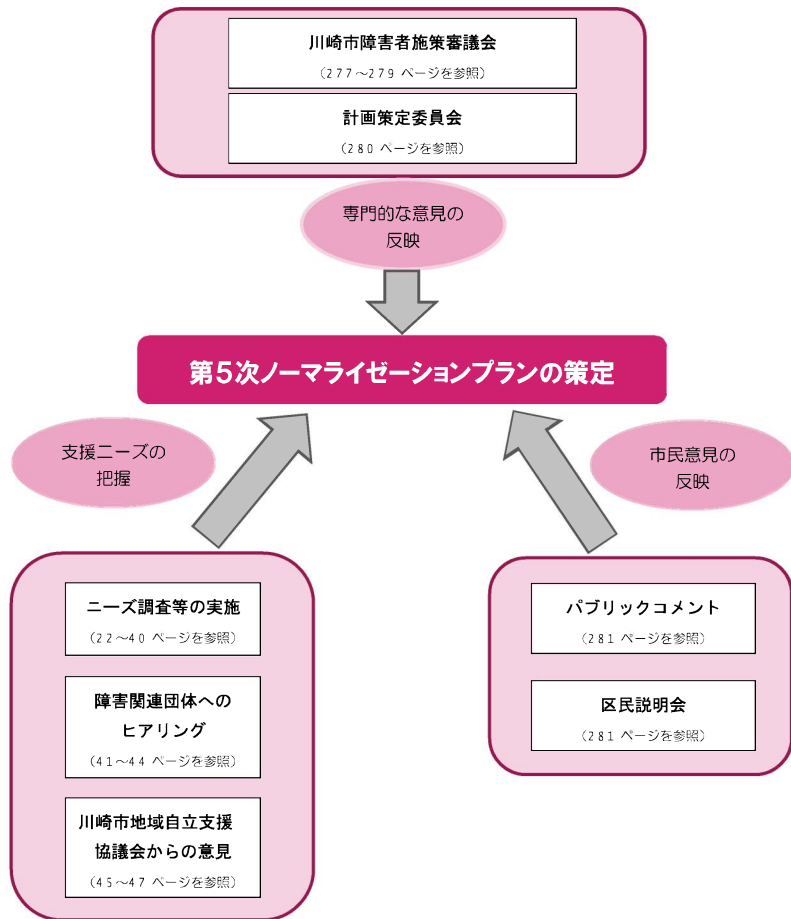 川崎市障害者施策審議会
（277～279 ページを参照）
計画策定委員会
（280 ページを参照）
専門的な意見の
反映
第5次ノーマライゼーションプランの策定
支援ニーズの
把握
市民意見の
反映
ニーズ調査等の実施
（22～40 ページを参照）
障害関連団体への
ヒアリング
（41～44 ページを参照）
川崎市地域自立支援
協議会からの意見
（45～47 ページを参照）
パブリックコメント
（281 ページを参照）
区民説明会
（281 ページを参照）